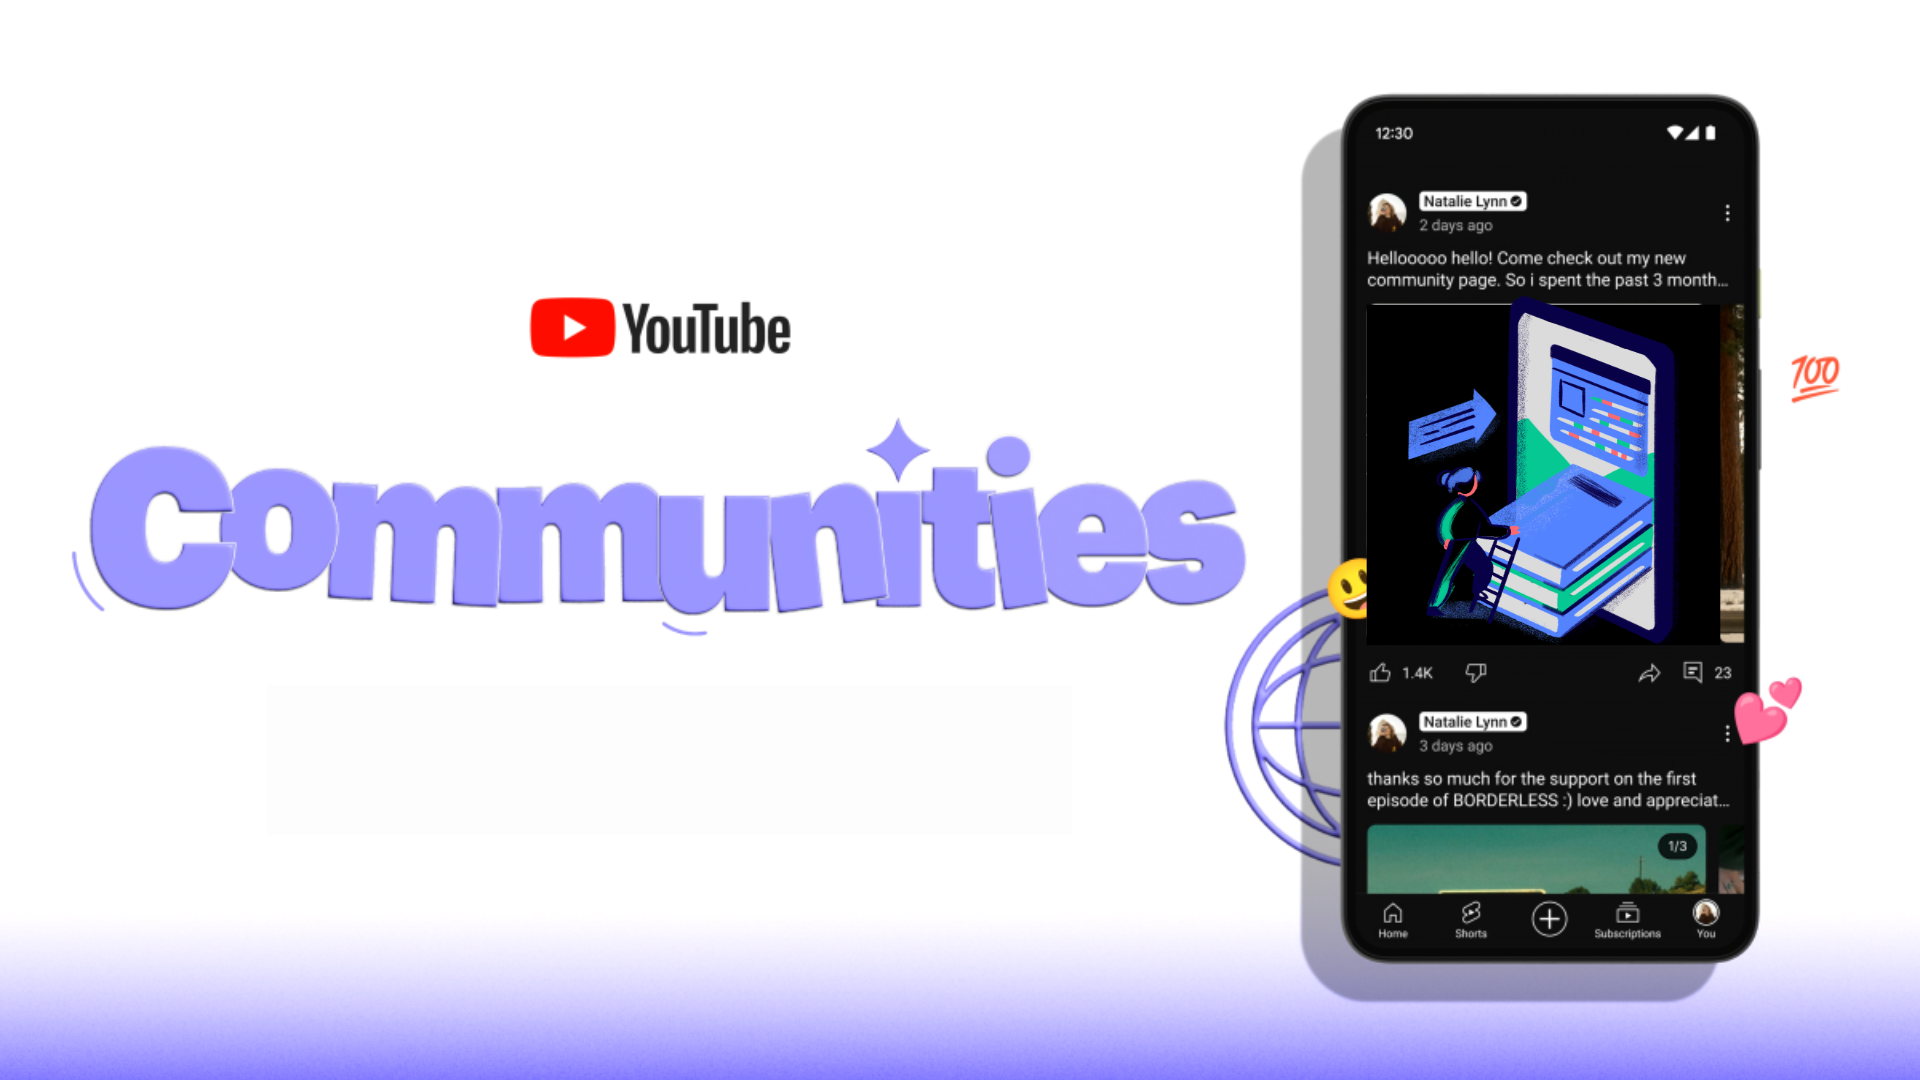 YouTube
Communities
12:30
Natalie Lynn
2 days ago
Hellooooo hello! Come check out my new
community page. So i spent the past 3 month...
1.4K
23
Natalie Lynn
3 days ago
thanks so much for the support on the first
episode of BORDERLESS :) love and appreciat...
1/3
Home
Shorts
Subscriptions
You
100